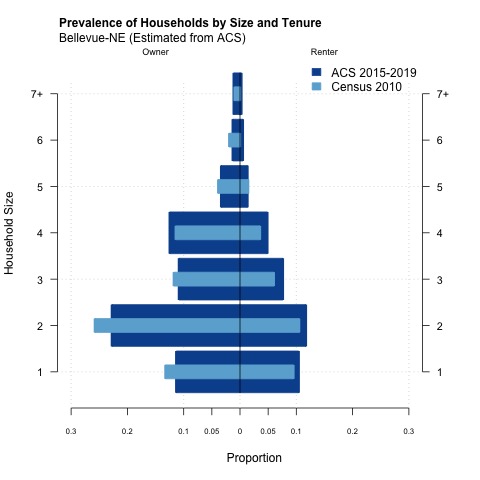 Prevalence of Households by Size and Tenure
Bellevue-NE (Estimated from ACS)
Owner Renter
ACS 2015-2019
Census 2010
7+ 7+
6 6
5 5
4 4
3 3
2 2
1 1
Household Size
0.3 0.2 0.1 0.05 0 0.05 0.1 0.2 0.3
Proportion